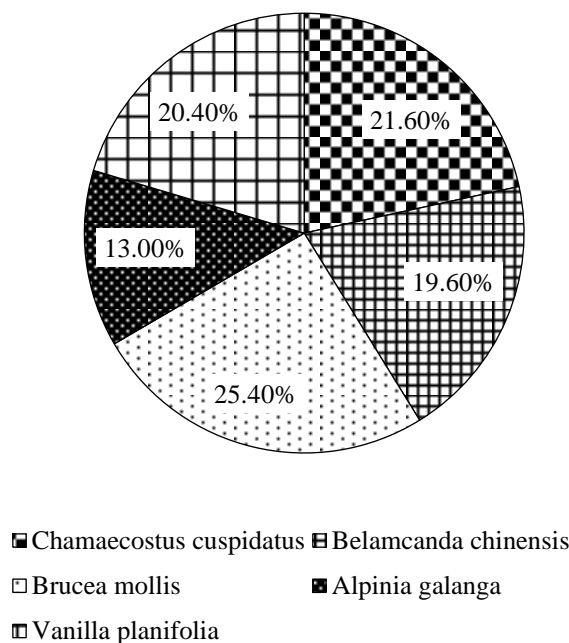 20.40%
21.60%
13.00%
19.60%
25.40%
Chamaecostus cuspidatus Belamcanda chinensis
Brucea mollis Alpinia galanga
Vanilla planifolia